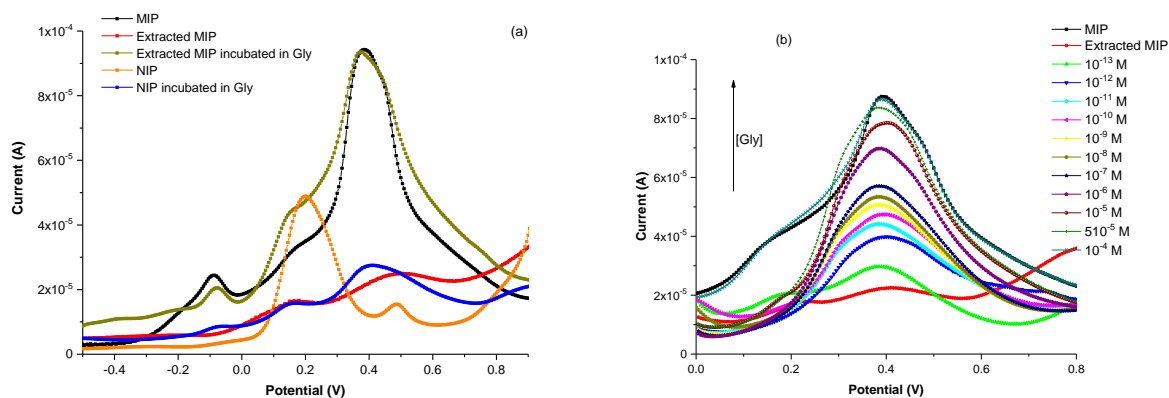 MIP
Extracted MIP
Extracted MIP incubated in Gly
NIP
NIP incubated in Gly
(a)
1x10⁻⁴
8x10⁻⁵
6x10⁻⁵
4x10⁻⁵
2x10⁻⁵
0
Current (A)
-0.4 -0.2 0.0 0.2 0.4 0.6 0.8
Potential (V)
(b)
MIP
Extracted MIP
10⁻¹³ M
10⁻¹² M
10⁻¹¹ M
10⁻¹⁰ M
10⁻⁹ M
10⁻⁸ M
10⁻⁷ M
10⁻⁶ M
10⁻⁵ M
510⁻⁵ M
10⁻⁴ M
[Gly]
1x10⁻⁴
8x10⁻⁵
6x10⁻⁵
4x10⁻⁵
2x10⁻⁵
0
Current (A)
0.0 0.2 0.4 0.6 0.8
Potential (V)